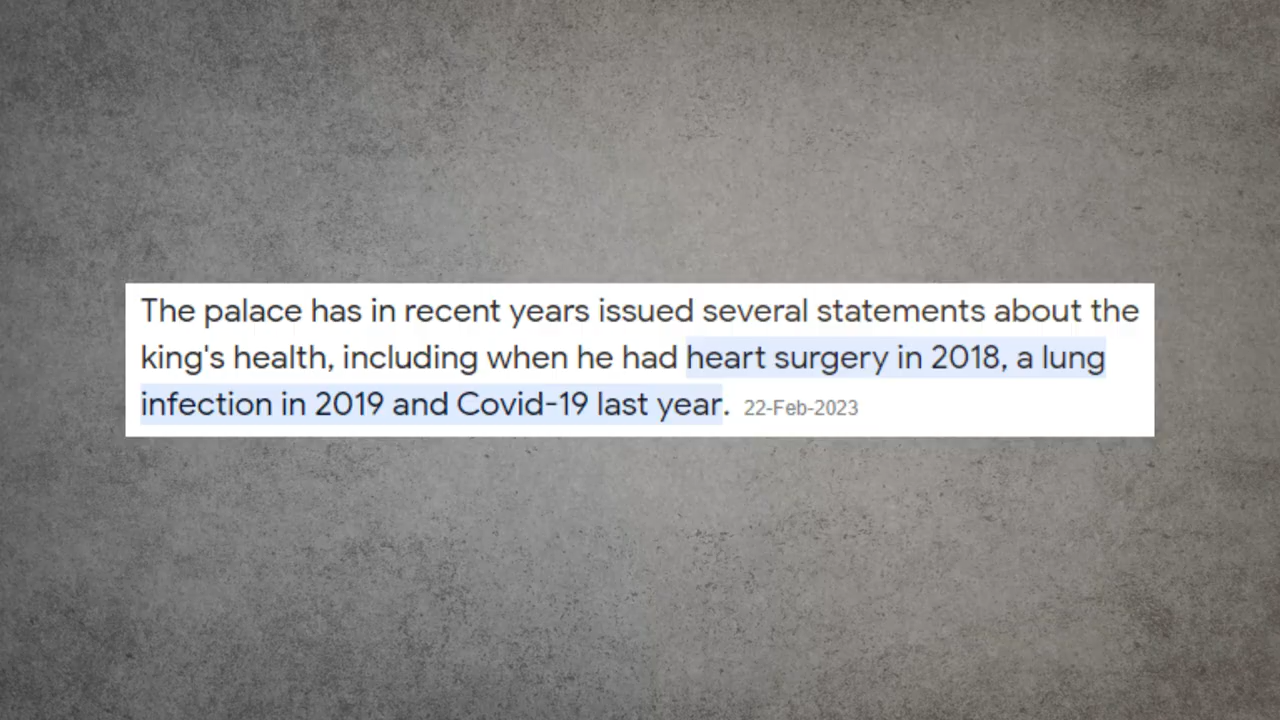 The palace has in recent years issued several statements about the
king's health, including when he had heart surgery in 2018, a lung
infection in 2019 and Covid-19 last year. 22-Feb-2023